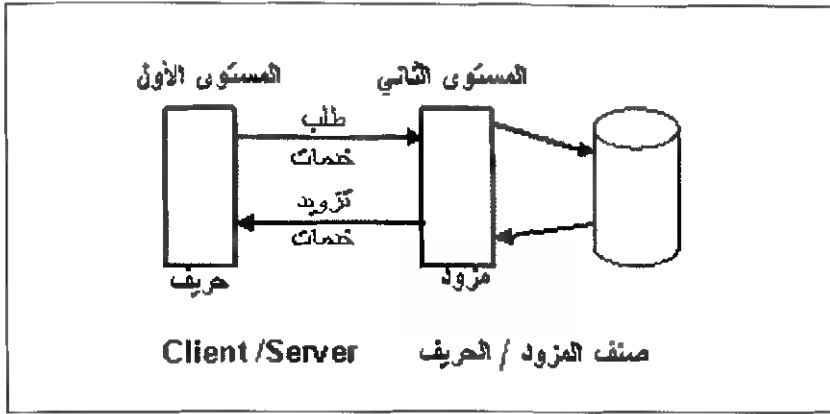 المستوى الأول
المستوى الثاني
طلب
خدمات
تزويد
خدمات
حريف
مزود
Client /Server
صنف المزود / الحريف